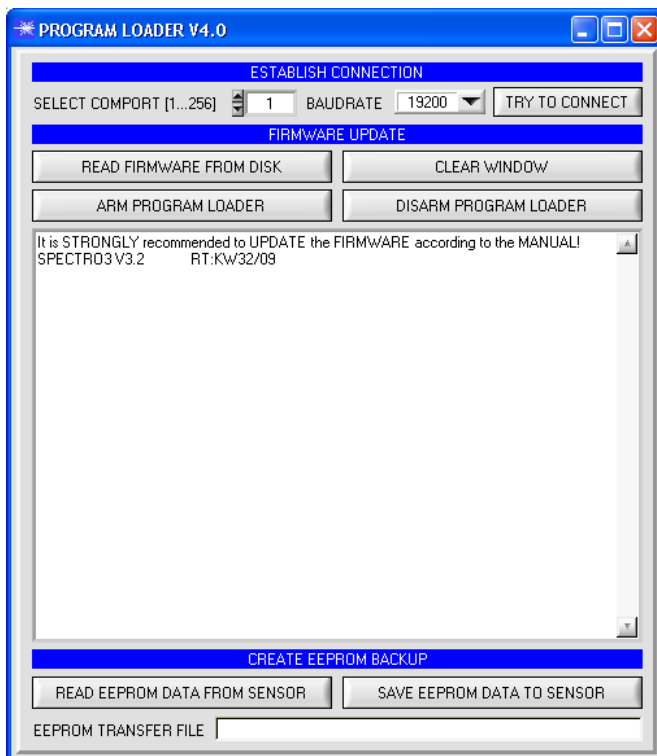 PROGRAM LOADER V4.0
ESTABLISH CONNECTION
SELECT COMPORT [1...256] 1 BAUDRATE 19200 TRY TO CONNECT
FIRMWARE UPDATE
READ FIRMWARE FROM DISK CLEAR WINDOW
ARM PROGRAM LOADER DISARM PROGRAM LOADER
It is STRONGLY recommended to UPDATE the FIRMWARE according to the MANUAL!
SPECTRO3 V3.2 RT:KW32/09
CREATE EEPROM BACKUP
READ EEPROM DATA FROM SENSOR SAVE EEPROM DATA TO SENSOR
EEPROM TRANSFER FILE